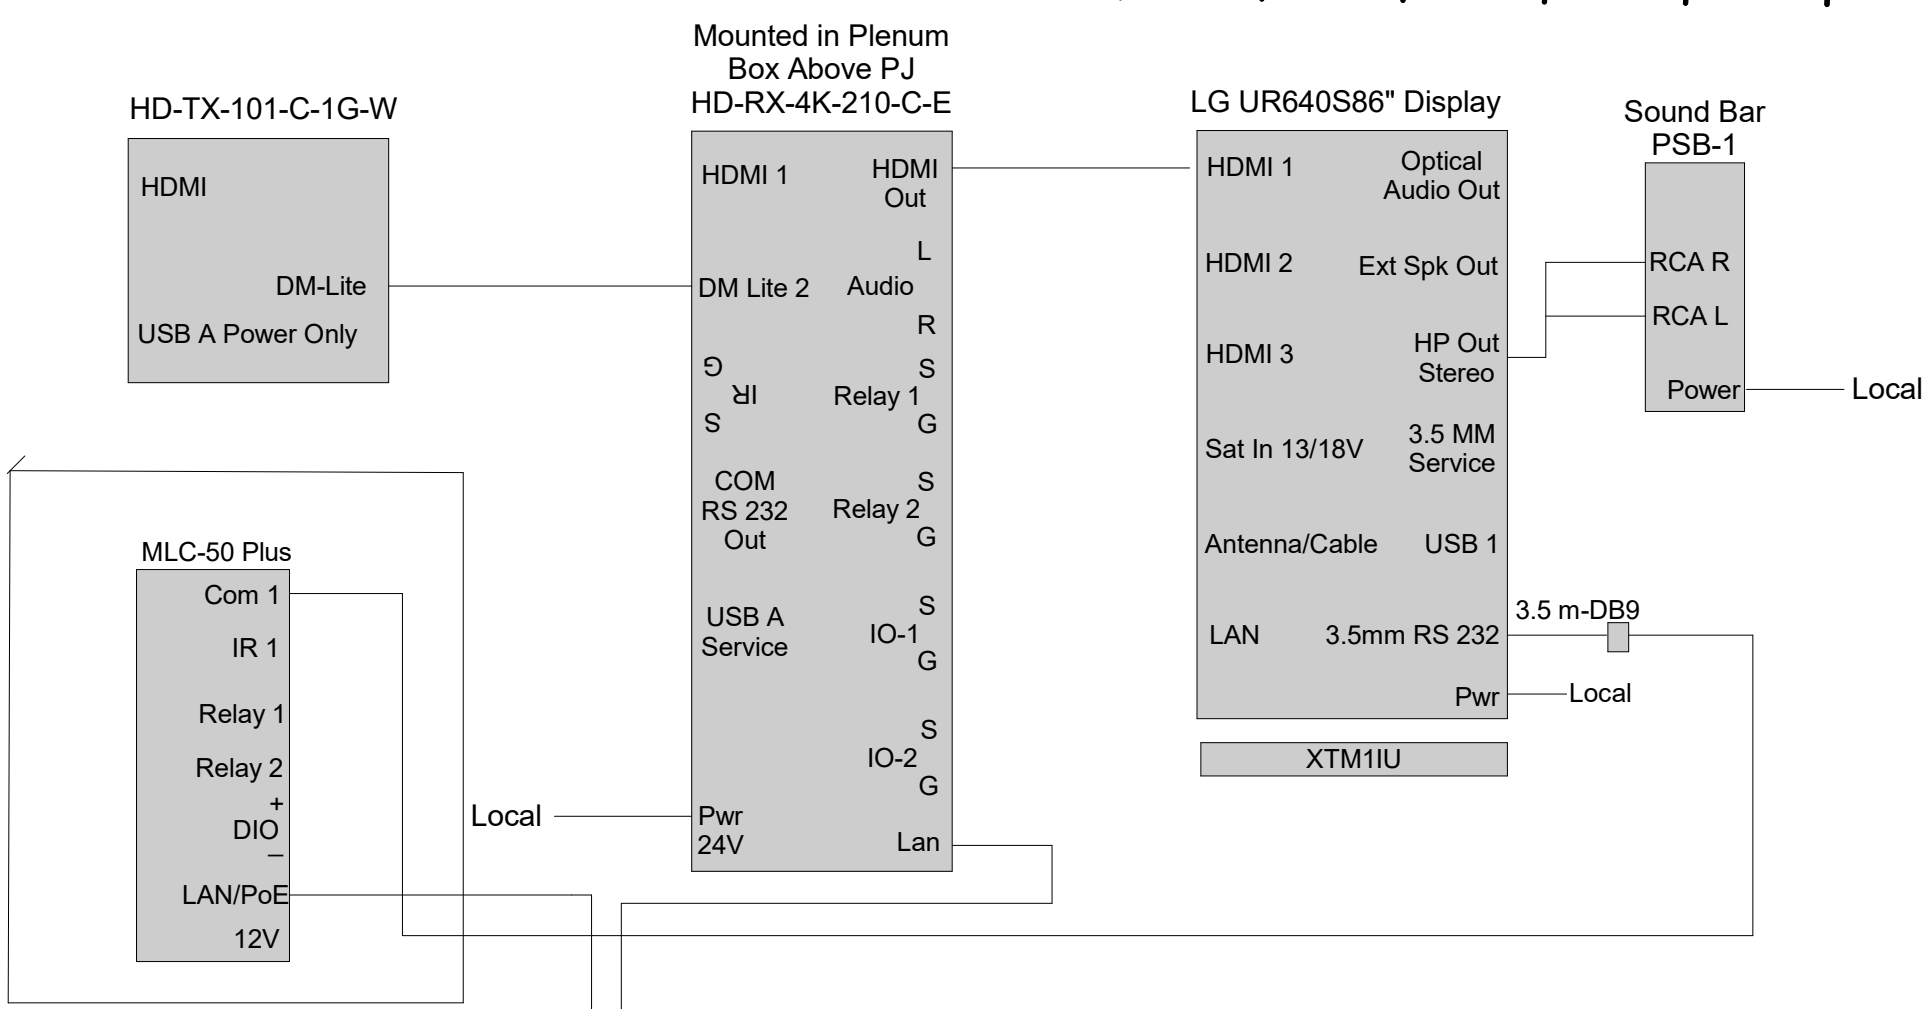 Mounted in Plenum
Box Above PJ
HD-RX-4K-210-C-E
HD-TX-101-C-1G-W
HDMI
DM-Lite
USB A Power Only
HDMI 1
HDMI
Out
L
DM Lite 2
Audio
R
G
IR
S
S
Relay 1
G
COM
RS 232
Out
S
Relay 2
G
USB A
Service
S
IO-1
G
S
IO-2
G
Local
Pwr
24V
Lan
LG UR640S86" Display
HDMI 1
Optical
Audio Out
HDMI 2
Ext Spk Out
HDMI 3
HP Out
Stereo
Sat In 13/18V
3.5 MM
Service
Antenna/Cable
USB 1
LAN
3.5mm RS 232
3.5 m-DB9
Pwr
Local
XTM1IU
Sound Bar
PSB-1
RCA R
RCA L
Power
Local
MLC-50 Plus
Com 1
IR 1
Relay 1
Relay 2
+
DIO
–
LAN/PoE
12V